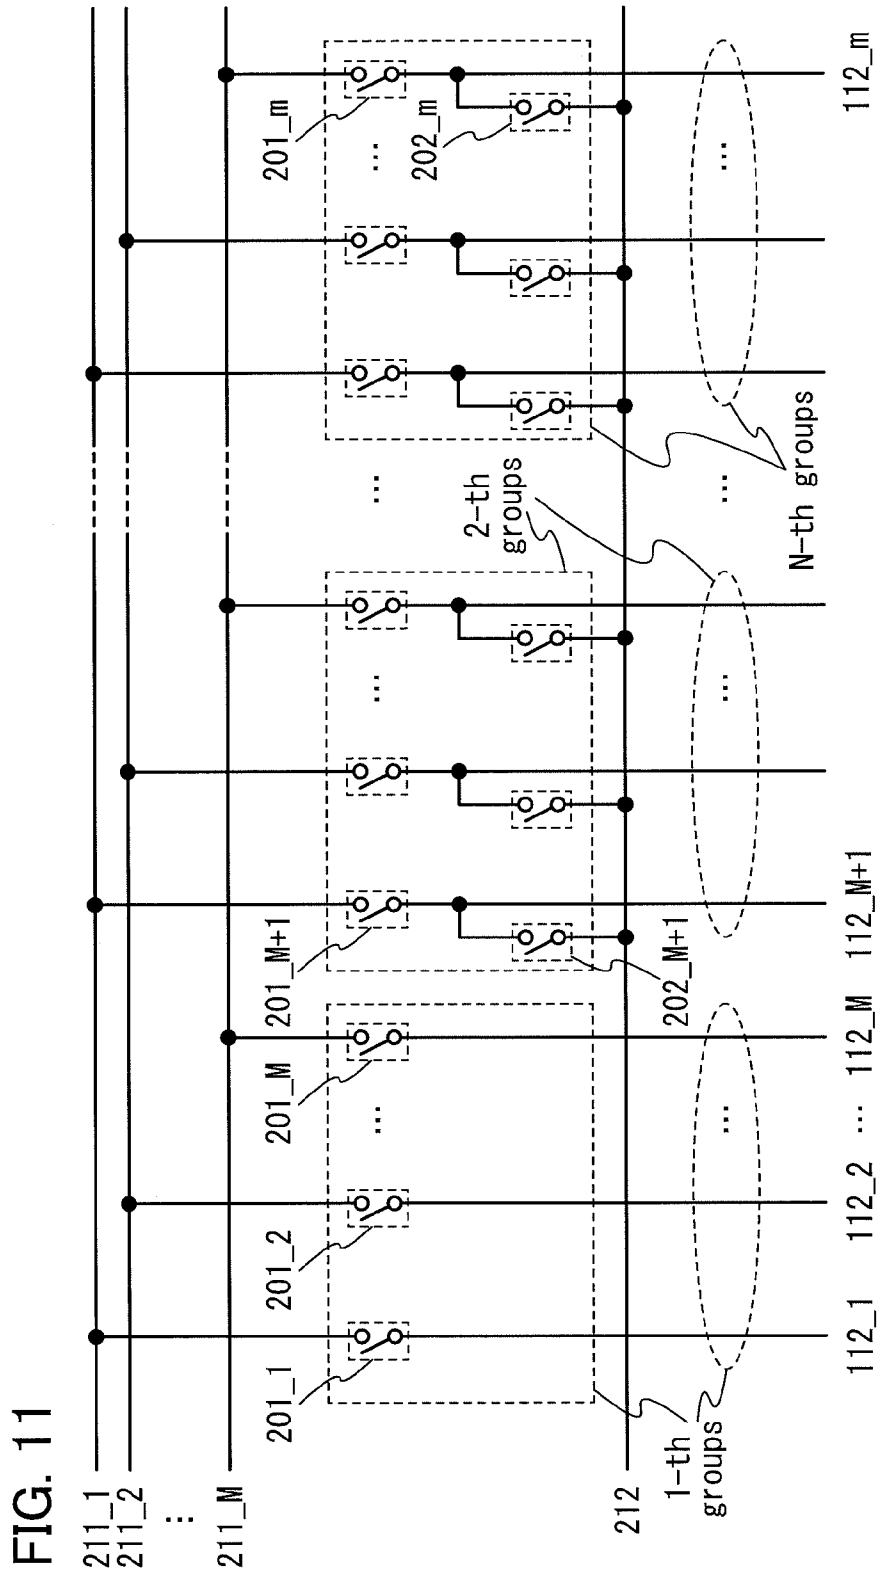 FIG. 11
211_1
211_2
⋮
211_M
212
1-th
groups
201_1
201_2
...
201_M
201_M+1
202_M+1
...
2-th
groups
...
N-th groups
201_m
202_m
...
...
...
...
...
112_1
112_2
...
112_M
112_M+1
112_m